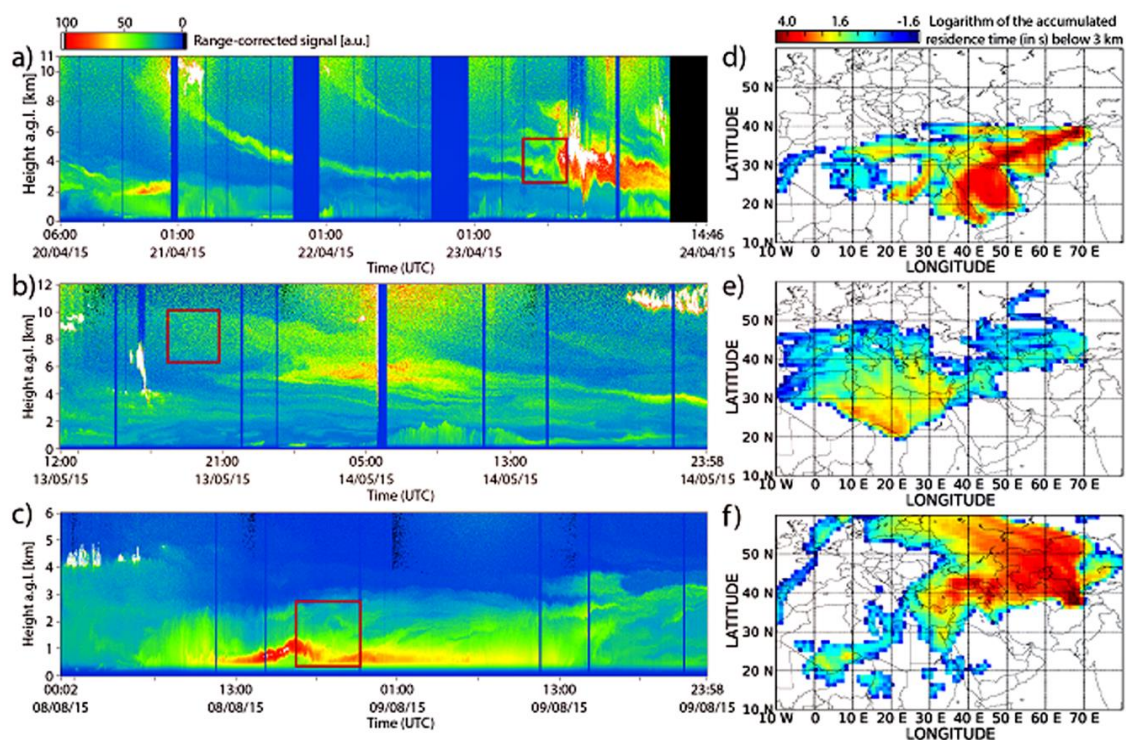 100 50 0
Range-corrected signal [a.u.]
4.0 1.6 -1.6
Logarithm of the accumulated
residence time (in s) below 3 km
a)
Height a.g.l. [km]
11
10
8
6
4
2
0
06:00 01:00 01:00 01:00 14:46
20/04/15 21/04/15 22/04/15 23/04/15 24/04/15
Time (UTC)
d)
LATITUDE
50 N
40 N
30 N
20 N
10 N
10 W 0 10 E 20 E 30 E 40 E 50 E 60 E 70 E
LONGITUDE
b)
Height a.g.l. [km]
12
10
8
6
4
2
0
12:00 21:00 05:00 13:00 23:58
13/05/15 13/05/15 14/05/15 14/05/15 14/05/15
Time (UTC)
e)
LATITUDE
50 N
40 N
30 N
20 N
10 N
10 W 0 10 E 20 E 30 E 40 E 50 E 60 E 70 E
LONGITUDE
c)
Height a.g.l. [km]
6
5
4
3
2
1
0
00:02 13:00 01:00 13:00 23:58
08/08/15 08/08/15 09/08/15 09/08/15 09/08/15
Time (UTC)
f)
LATITUDE
50 N
40 N
30 N
20 N
10 N
10 W 0 10 E 20 E 30 E 40 E 50 E 60 E 70 E
LONGITUDE